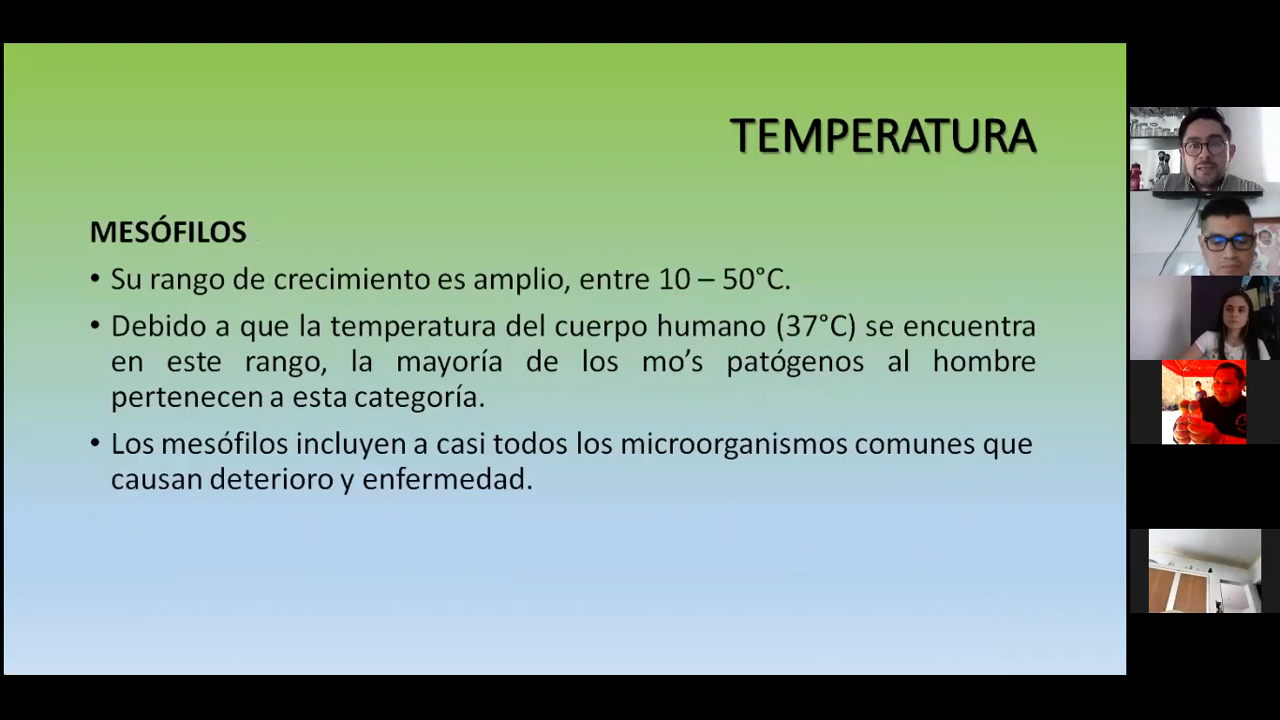 TEMPERATURA
MESÓFILOS
• Su rango de crecimiento es amplio, entre 10 – 50°C.
• Debido a que la temperatura del cuerpo humano (37°C) se encuentra
en este rango, la mayoría de los mo’s patógenos al hombre
pertenecen a esta categoría.
• Los mesófilos incluyen a casi todos los microorganismos comunes que
causan deterioro y enfermedad.